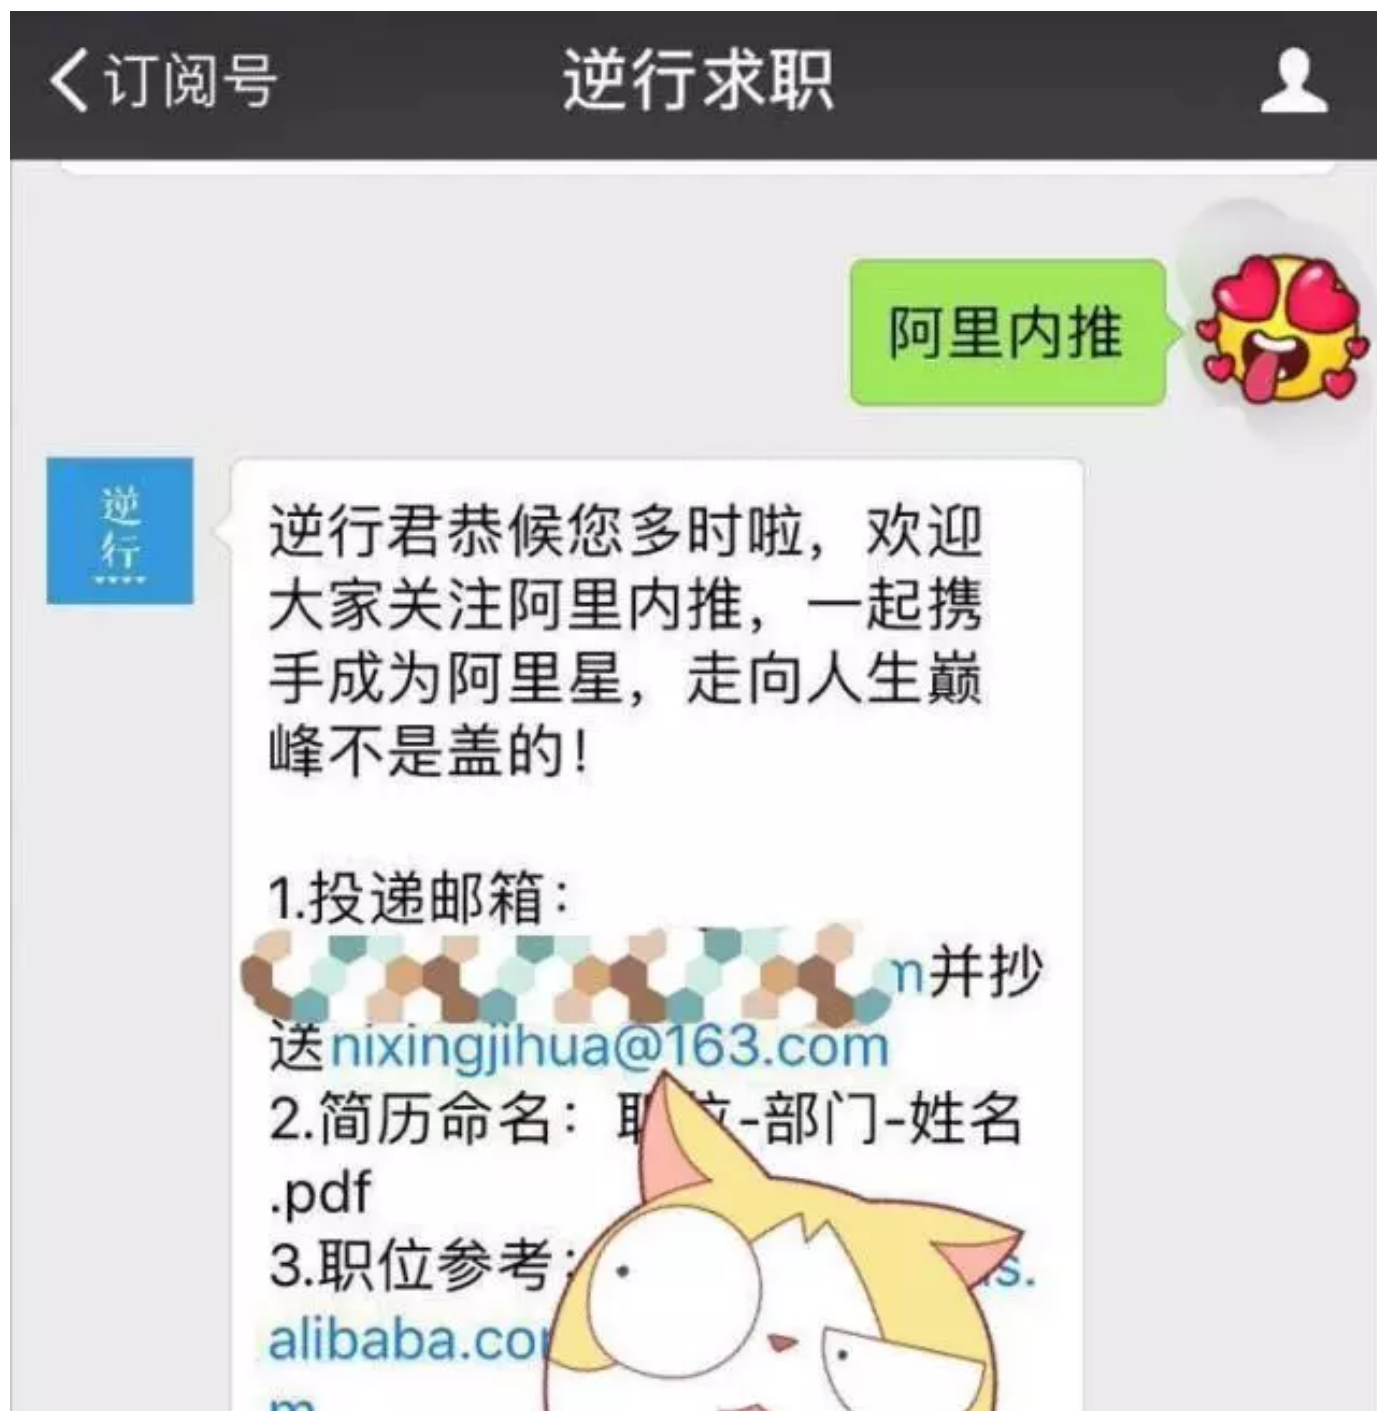 订阅号
逆行求职
阿里内推
逆行
逆行君恭候您多时啦，欢迎
大家关注阿里内推，一起携
手成为阿里星，走向人生巅
峰不是盖的！
1.投递邮箱：
m并抄
送nixingjihua@163.com
2.简历命名：职位-部门-姓名
.pdf
3.职位参考：
s.
alibaba.co
m